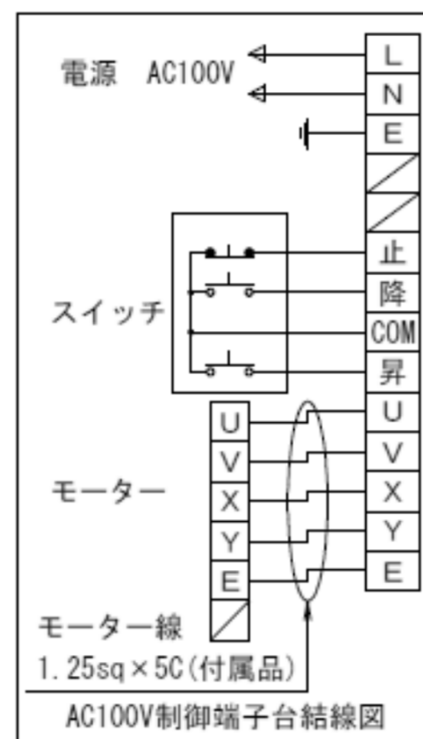 電源 AC100V
L
N
E
止
降
COM
昇
U
V
X
Y
E
スイッチ
モーター
U
V
X
Y
E
モーター線
1.25sq×5C(付属品)
AC100V制御端子台結線図